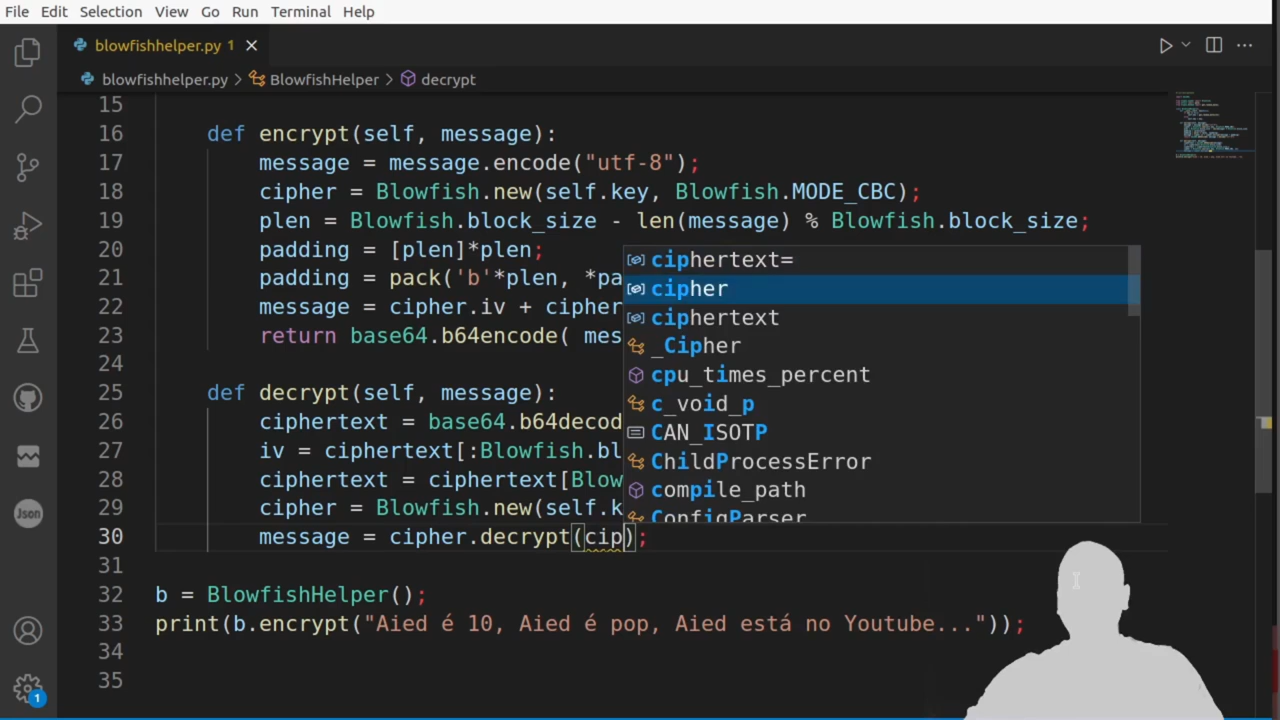 File Edit Selection View Go Run Terminal Help
blowfishhelper.py 1
blowfishhelper.py > BlowfishHelper > decrypt
15
16 def encrypt(self, message):
17 message = message.encode("utf-8");
18 cipher = Blowfish.new(self.key, Blowfish.MODE_CBC);
19 plen = Blowfish.block_size - len(message) % Blowfish.block_size;
20 padding = [plen]*plen;
21 padding = pack('b'*plen, *pa
22 message = cipher.iv + cipher
23 return base64.b64encode( mes
24
25 def decrypt(self, message):
26 ciphertext = base64.b64decod
27 iv = ciphertext[:Blowfish.bl
28 ciphertext = ciphertext[Blow
29 cipher = Blowfish.new(self.k
30 message = cipher.decrypt(cip);
31
32 b = BlowfishHelper();
33 print(b.encrypt("Aied é 10, Aied é pop, Aied está no Youtube..."));
34
35
ciphertext=
cipher
ciphertext
_Cipher
cpu_times_percent
c_void_p
CAN_ISOTP
ChildProcessError
compile_path
ConfigParser
Json
1